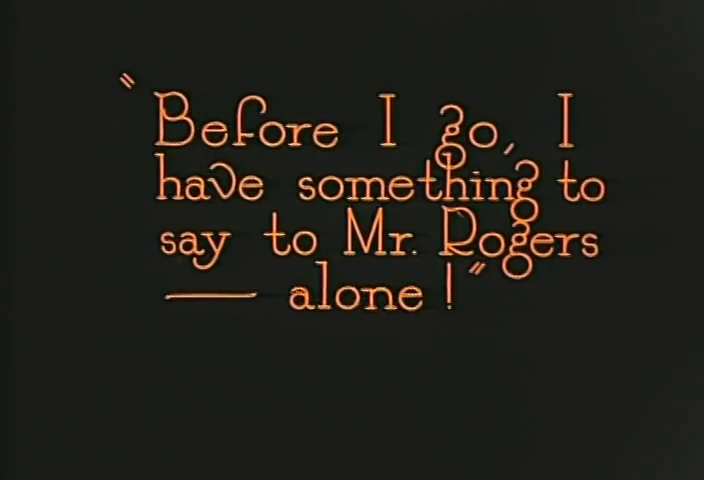 "Before I go, I
have something to
say to Mr. Rogers
— alone!"